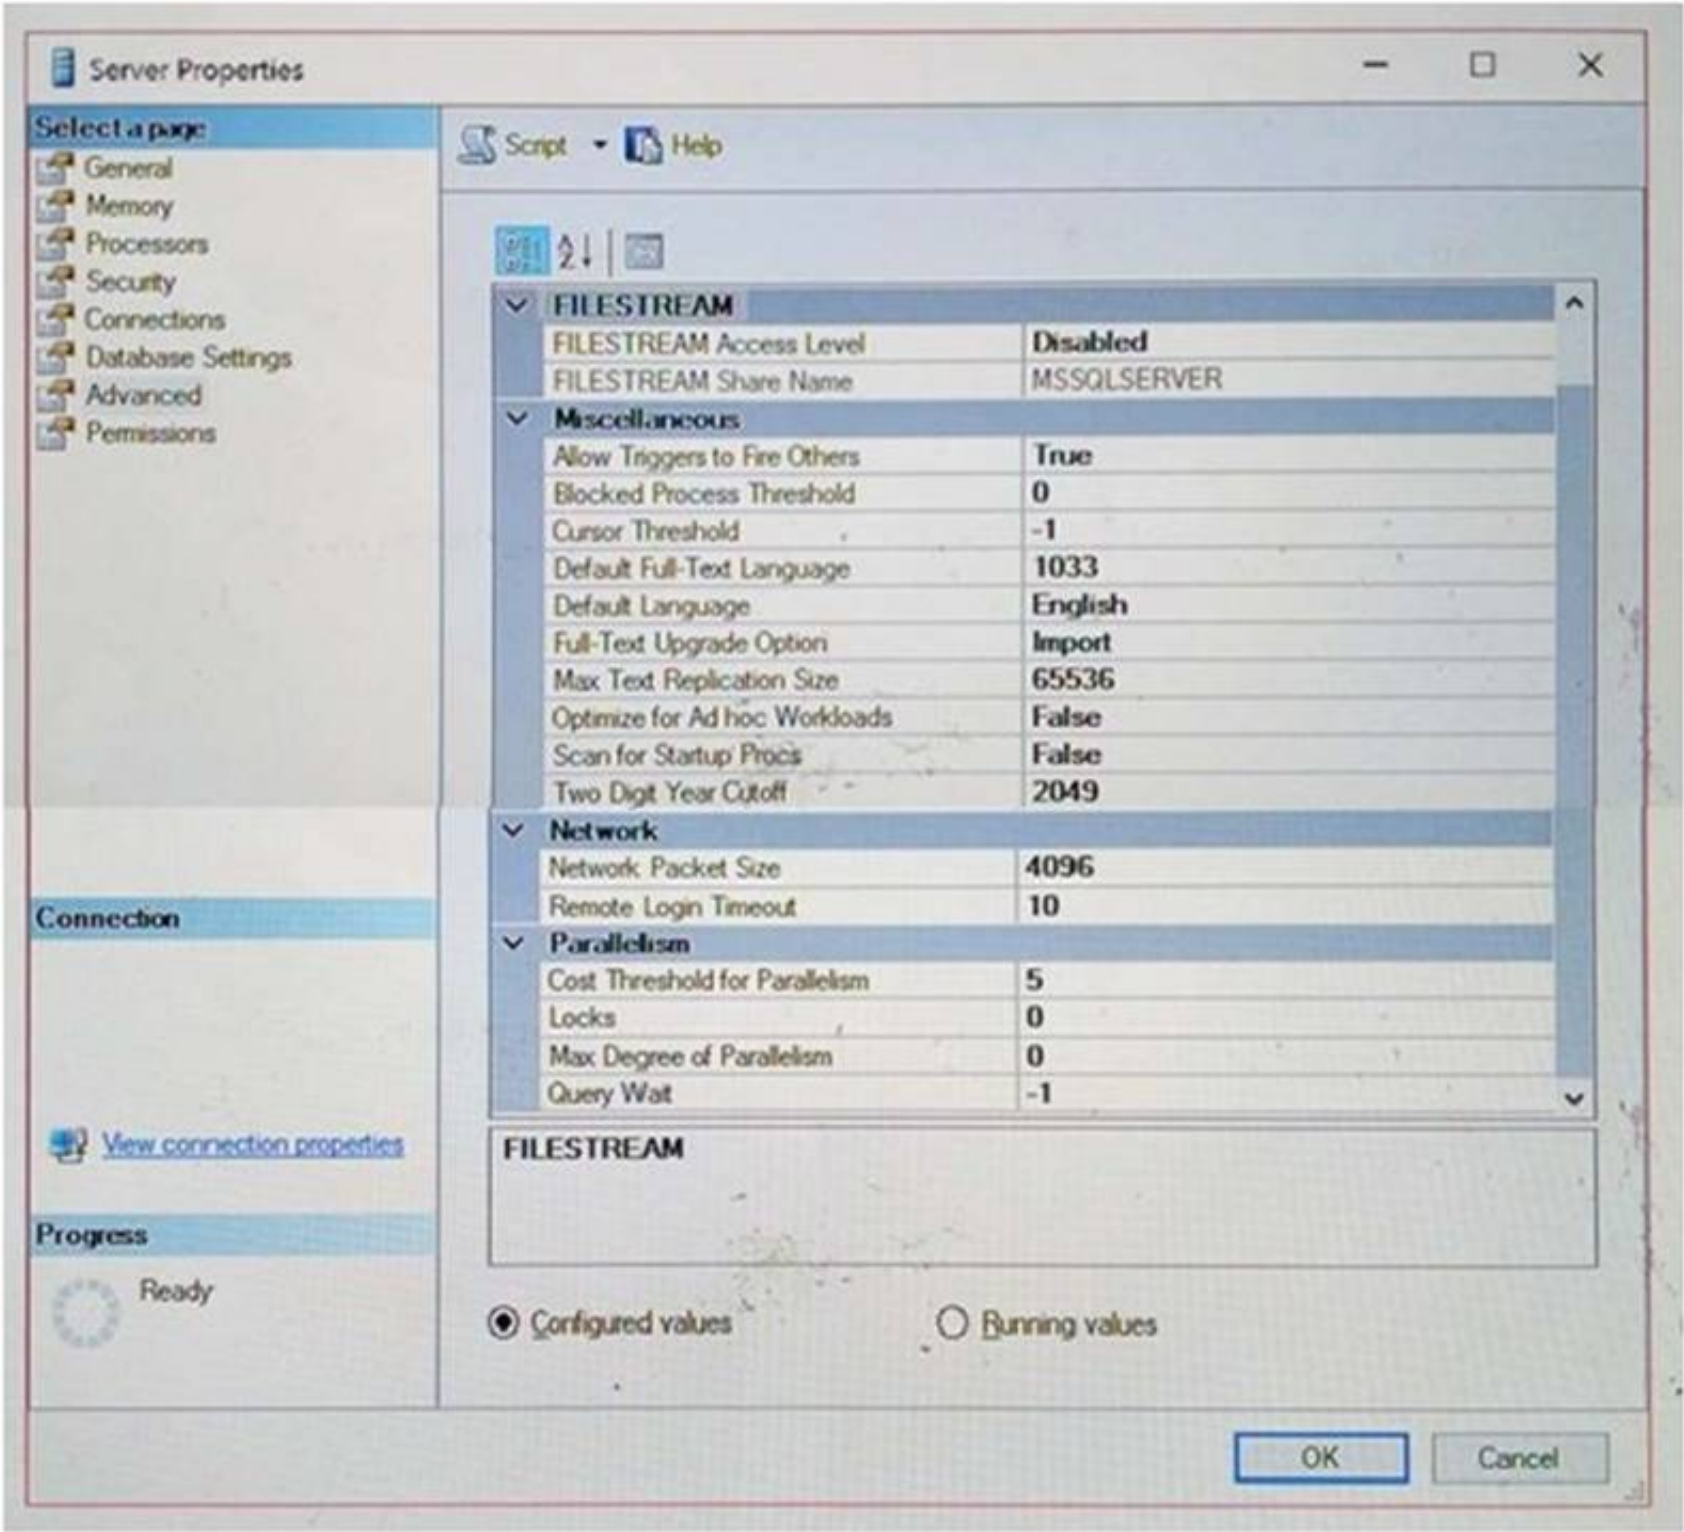 Server Properties
Select a page
General
Memory
Processors
Security
Connections
Database Settings
Advanced
Permissions
Connection
View connection properties
Progress
Ready
Script Help
FILESTREAM
FILESTREAM Access Level Disabled
FILESTREAM Share Name MSSQLSERVER
Miscellaneous
Allow Triggers to Fire Others True
Blocked Process Threshold 0
Cursor Threshold -1
Default Full-Text Language 1033
Default Language English
Full-Text Upgrade Option Import
Max Text Replication Size 65536
Optimize for Ad hoc Workloads False
Scan for Startup Procs False
Two Digit Year Cutoff 2049
Network
Network Packet Size 4096
Remote Login Timeout 10
Parallelism
Cost Threshold for Parallelism 5
Locks 0
Max Degree of Parallelism 0
Query Wait -1
FILESTREAM
Configured values Running values
OK Cancel